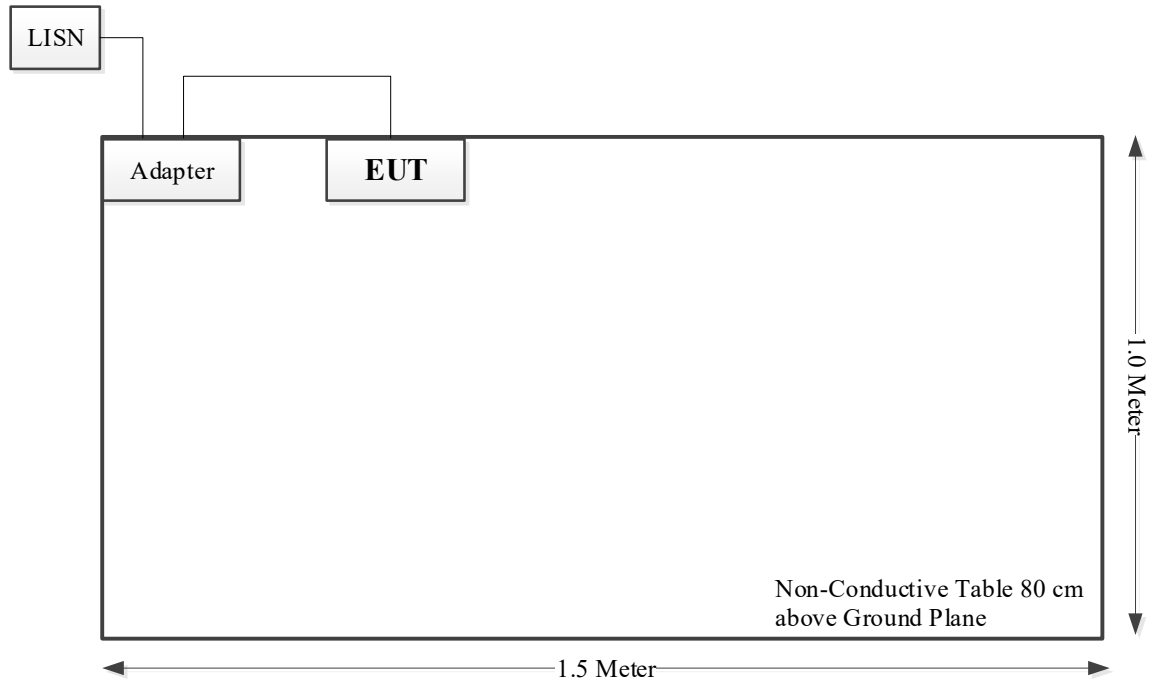 LISN
Adapter
EUT
1.0 Meter
Non-Conductive Table 80 cm
above Ground Plane
1.5 Meter